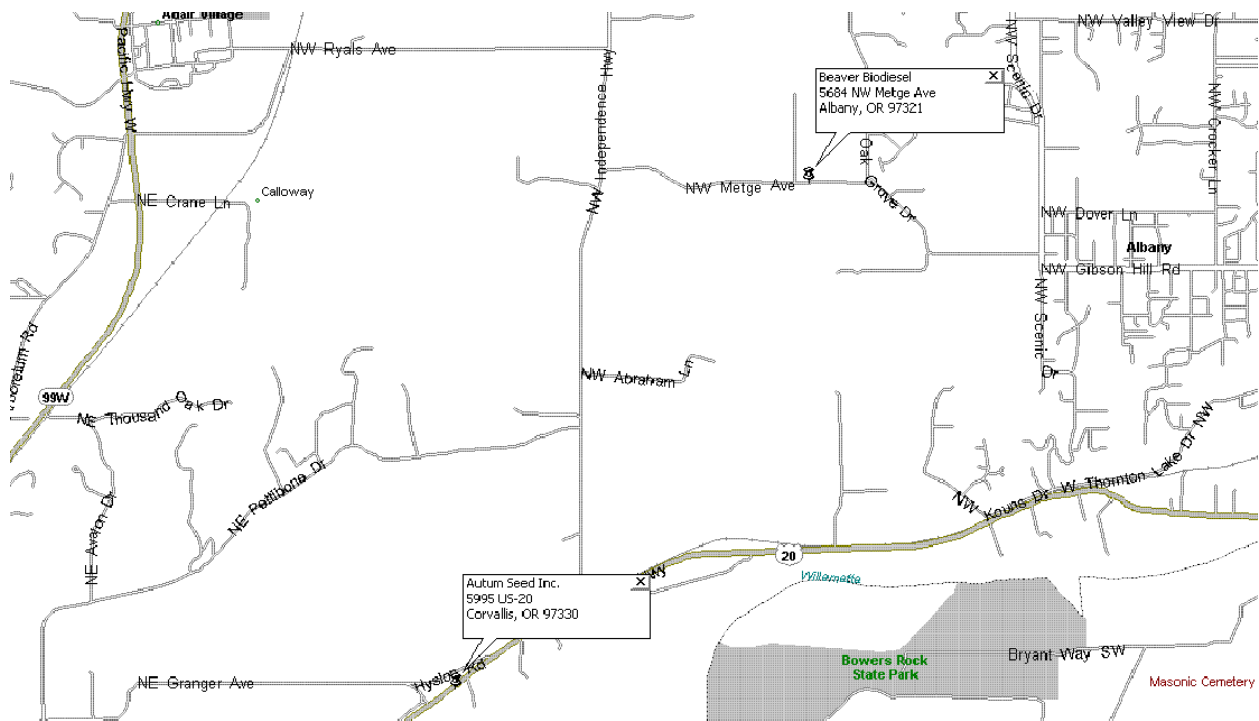 Adair Village
Pacific Hwy W
NW Ryals Ave
NW Independence Hwy
NW Scenic Dr
NW Valley View Dr
NW Crocker Ln
Beaver Biodiesel
5684 NW Metge Ave
Albany, OR 97321
NW Metge Ave
Oak Grove Dr
NE Crane Ln
Calloway
NW Dover Ln
Albany
NW Gibson Hill Rd
NW Scenic Dr
99W
NE Thousand Oak Dr
NW Abraham Ln
NE Pettibone Dr
NE Avalon Dr
NW Kouns Dr
W Thornton Lake Dr NW
20
Willamette
Autum Seed Inc.
5995 US-20
Corvallis, OR 97330
Hyslop Rd
NE Granger Ave
Bowers Rock
State Park
Bryant Way SW
Masonic Cemetery